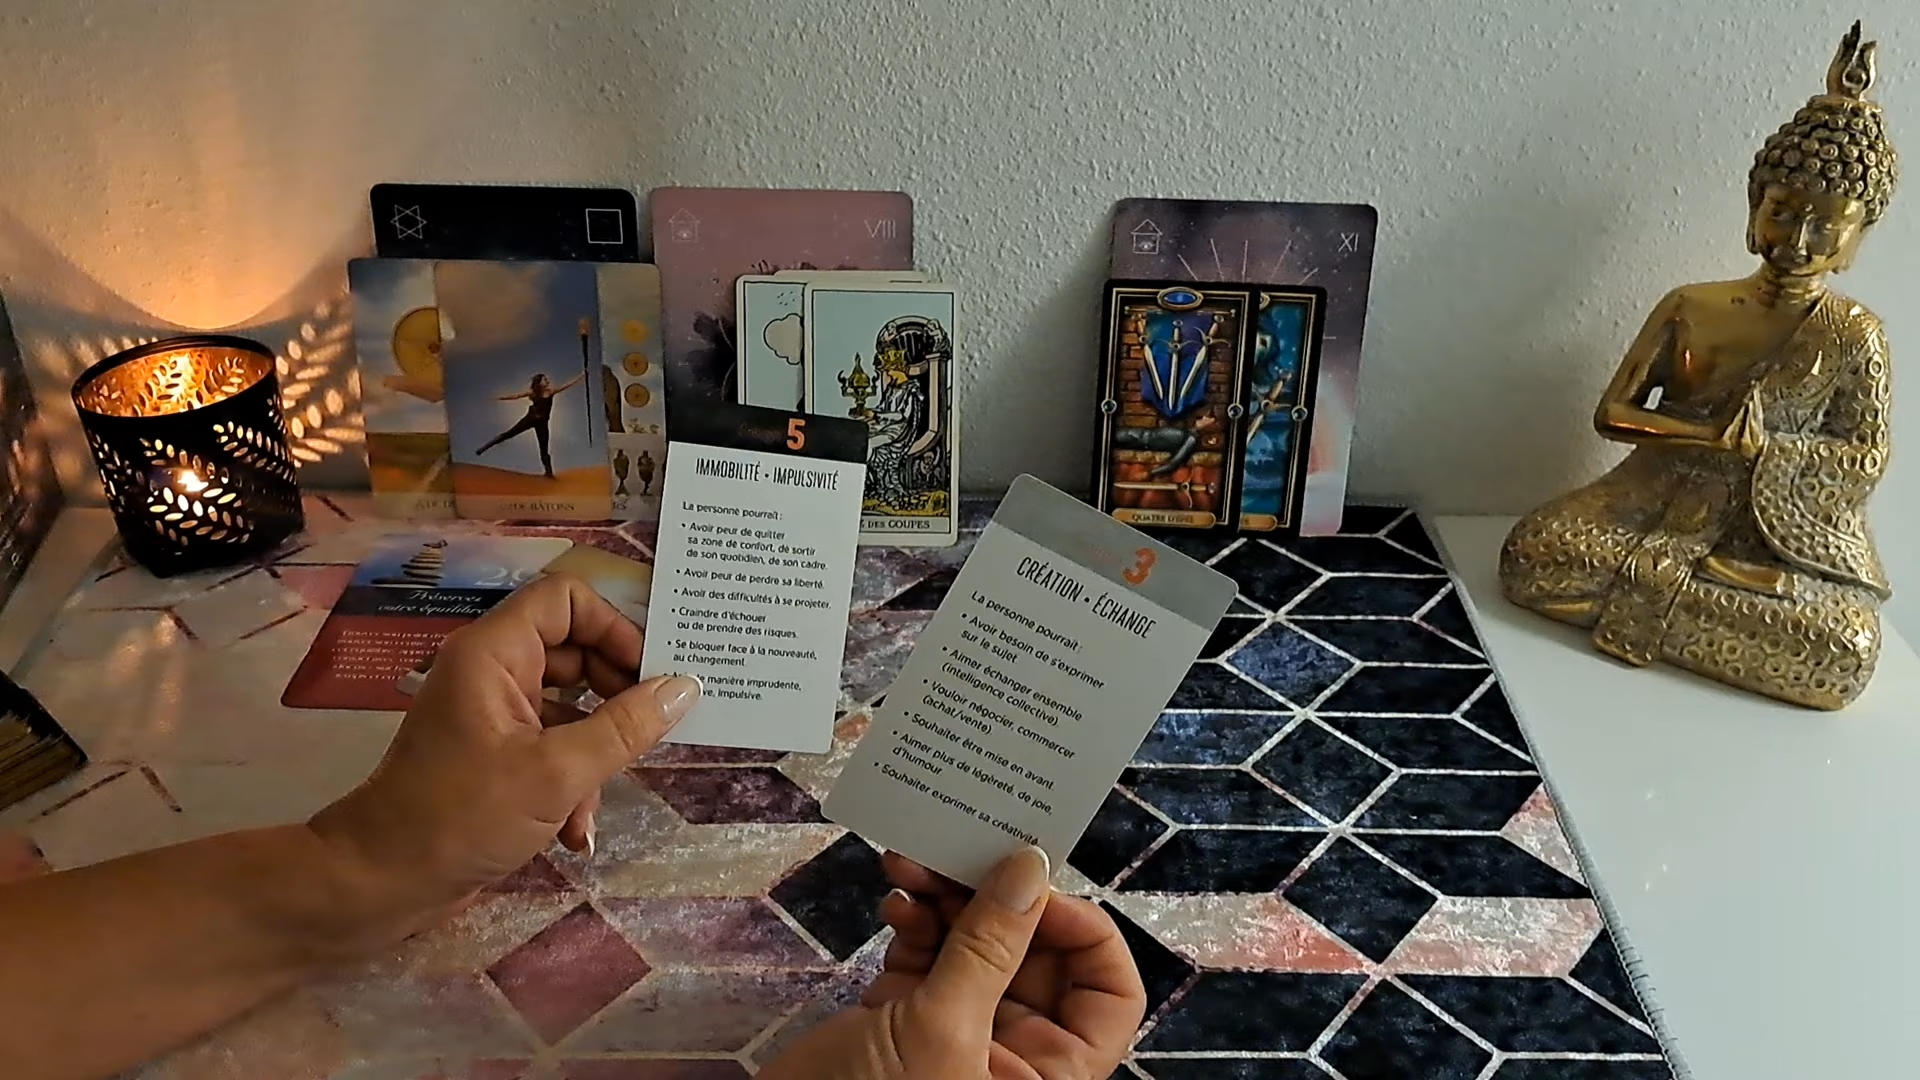 VIII
XI
DE BÂTONS
DES COUPES
QUATRE D'ÉPÉE
5
IMMOBILITÉ • IMPULSIVITÉ
La personne pourrait :
• Avoir peur de quitter
sa zone de confort, de sortir
de son quotidien, de son cadre.
• Avoir peur de perdre sa liberté.
• Avoir des difficultés à se projeter.
• Craindre d'échouer
ou de prendre des risques.
• Se bloquer face à la nouveauté,
au changement.
de manière imprudente,
impulsive.
3
CRÉATION • ÉCHANGE
La personne pourrait :
• Avoir besoin de s'exprimer
sur le sujet.
• Aimer échanger ensemble
(intelligence collective).
• Vouloir négocier, commercer
(achat/vente).
• Souhaiter être mise en avant.
• Aimer plus de légèreté, de joie,
d'humour.
• Souhaiter exprimer sa créativité.
Préservez
votre équilibre